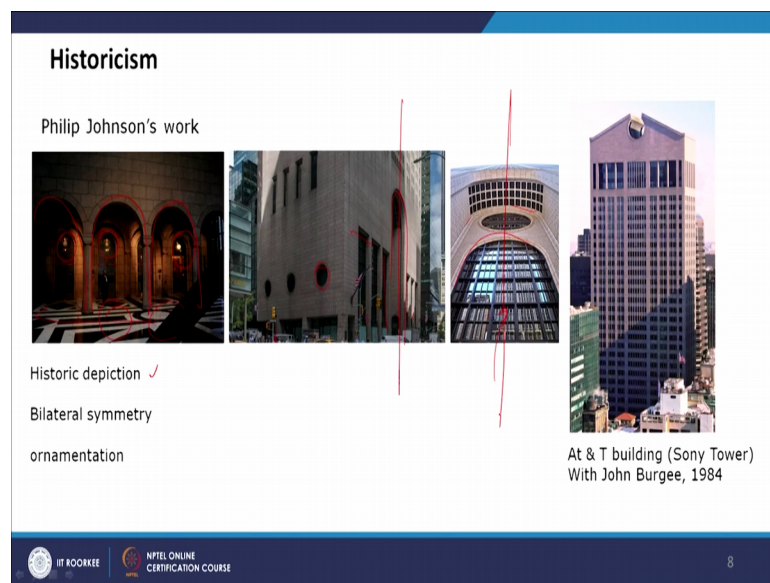 Historicism
Philip Johnson's work
Historic depiction
Bilateral symmetry
ornamentation
At & T building (Sony Tower)
With John Burgee, 1984
IIT ROORKEE
NPTEL ONLINE
CERTIFICATION COURSE
8